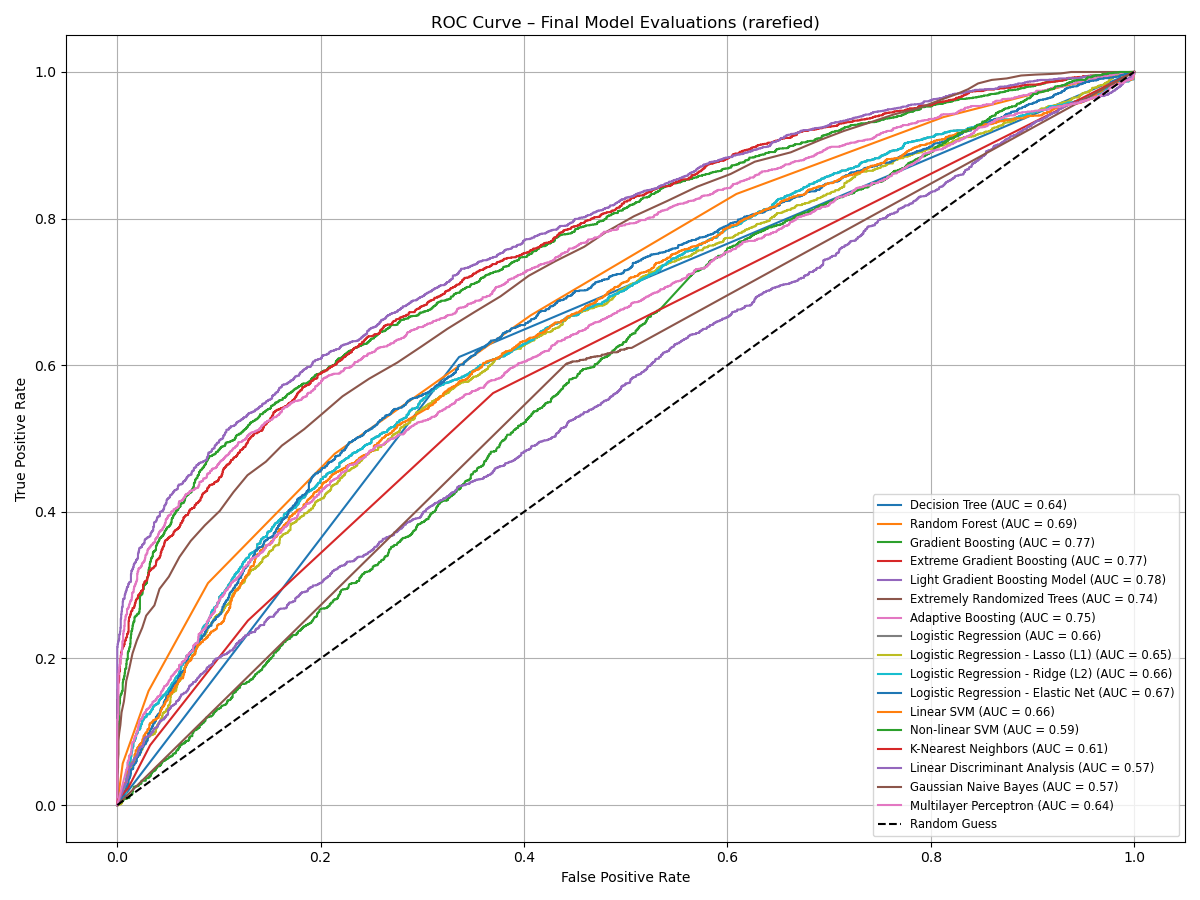 ROC Curve – Final Model Evaluations (rarefied)
True Positive Rate
1.0
0.8
0.6
0.4
0.2
0.0
Decision Tree (AUC = 0.64)
Random Forest (AUC = 0.69)
Gradient Boosting (AUC = 0.77)
Extreme Gradient Boosting (AUC = 0.77)
Light Gradient Boosting Model (AUC = 0.78)
Extremely Randomized Trees (AUC = 0.74)
Adaptive Boosting (AUC = 0.75)
Logistic Regression (AUC = 0.66)
Logistic Regression - Lasso (L1) (AUC = 0.65)
Logistic Regression - Ridge (L2) (AUC = 0.66)
Logistic Regression - Elastic Net (AUC = 0.67)
Linear SVM (AUC = 0.66)
Non-linear SVM (AUC = 0.59)
K-Nearest Neighbors (AUC = 0.61)
Linear Discriminant Analysis (AUC = 0.57)
Gaussian Naive Bayes (AUC = 0.57)
Multilayer Perceptron (AUC = 0.64)
Random Guess
0.0 0.2 0.4 0.6 0.8 1.0
False Positive Rate